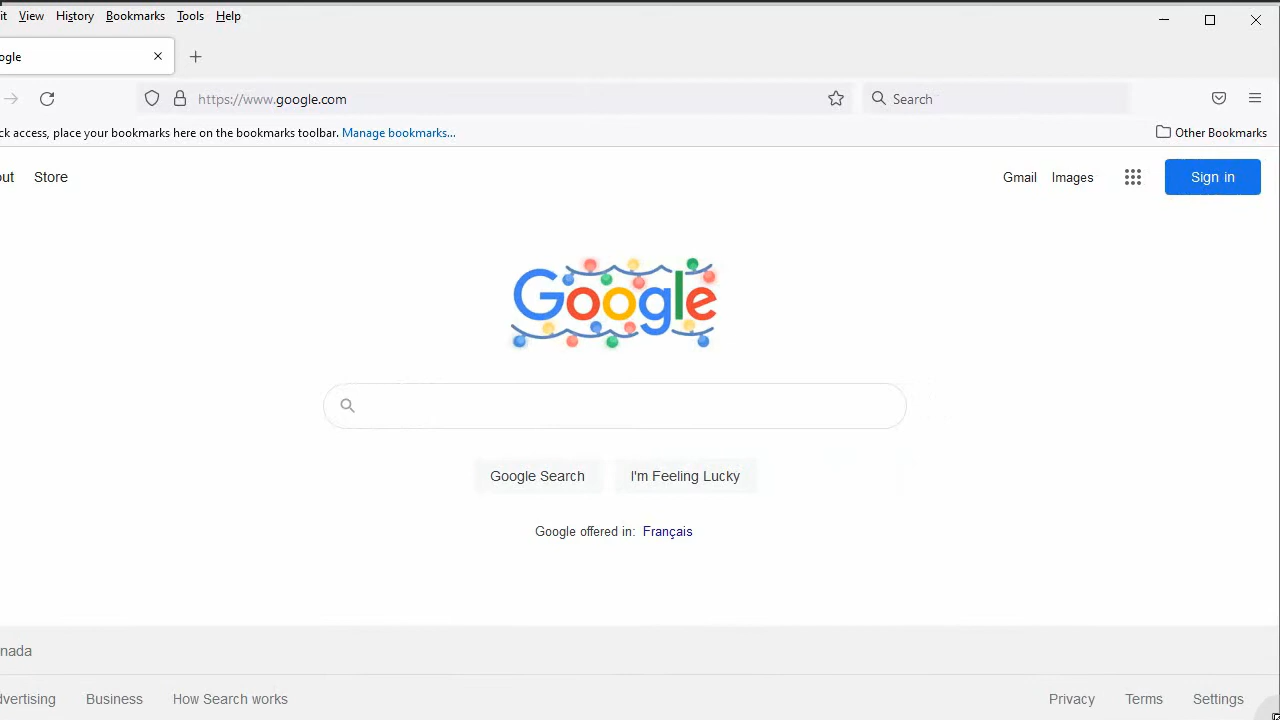 it View History Bookmarks Tools Help
ogle
https://www.google.com
Search
ck access, place your bookmarks here on the bookmarks toolbar. Manage bookmarks...
Other Bookmarks
out Store
Gmail Images
Sign in
Google
Google Search
I'm Feeling Lucky
Google offered in: Français
nada
dvertising Business How Search works
Privacy Terms Settings